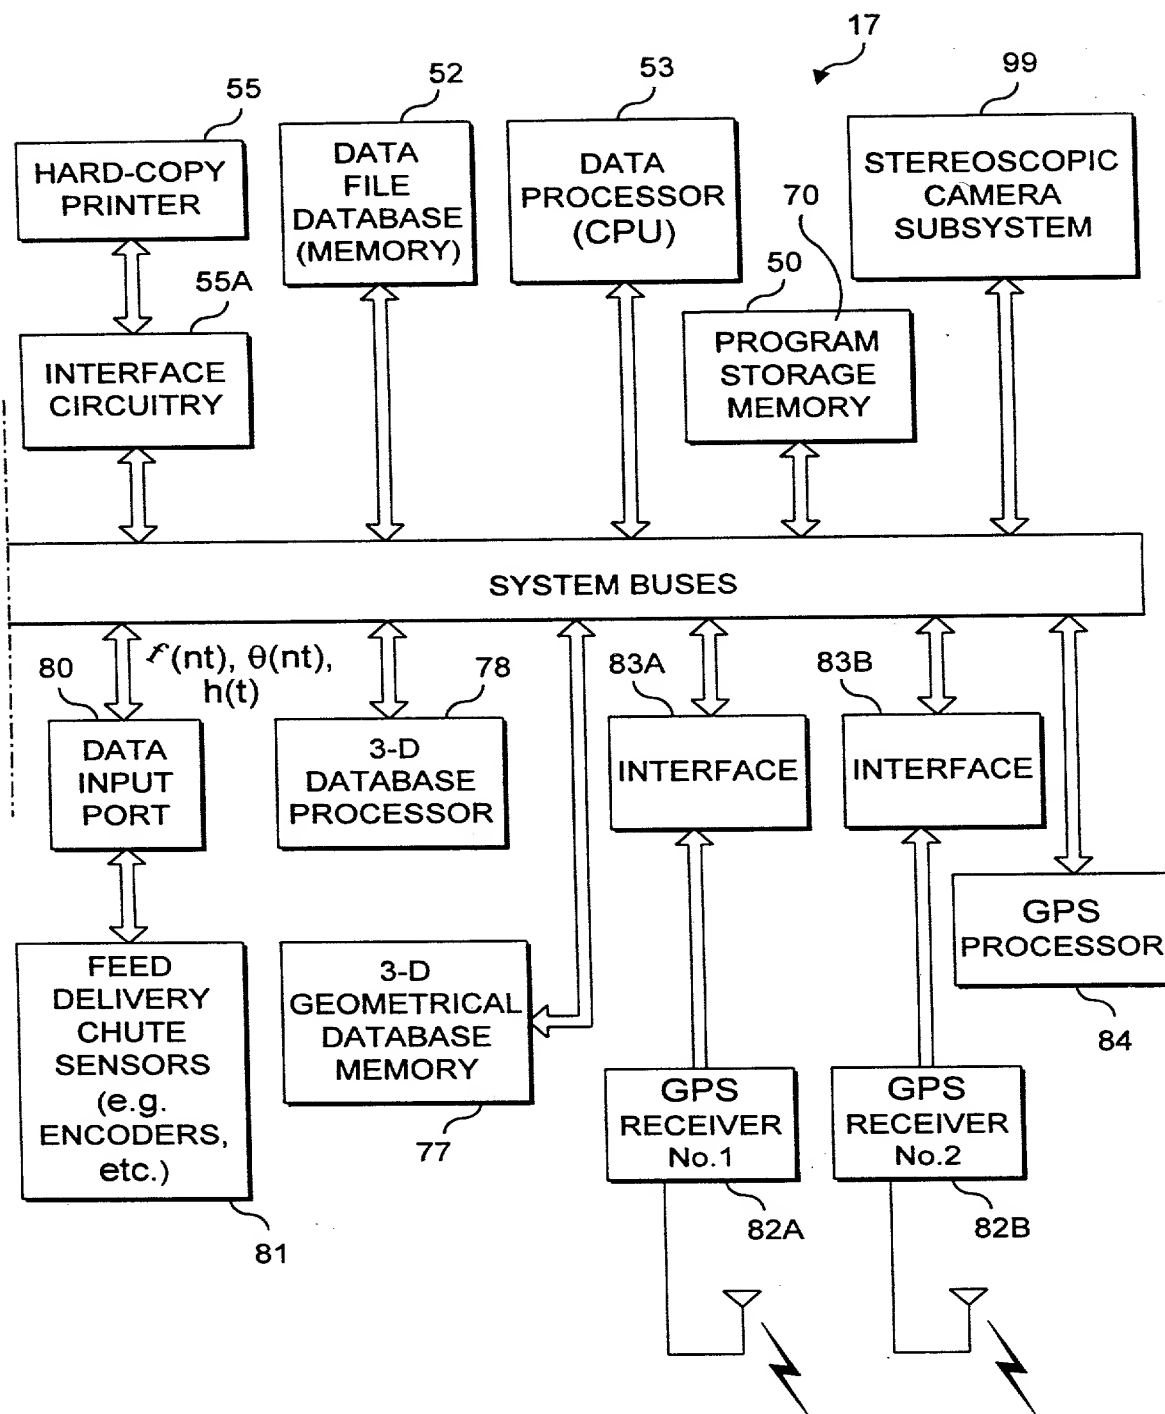 17
55
HARD-COPY
PRINTER
52
DATA
FILE
DATABASE
(MEMORY)
53
DATA
PROCESSOR
(CPU)
99
STEREOSCOPIC
CAMERA
SUBSYSTEM
55A
INTERFACE
CIRCUITRY
50
70
PROGRAM
STORAGE
MEMORY
SYSTEM BUSES
f(nt), θ(nt),
h(t)
80
DATA
INPUT
PORT
78
3-D
DATABASE
PROCESSOR
83A
INTERFACE
83B
INTERFACE
GPS
PROCESSOR
84
FEED
DELIVERY
CHUTE
SENSORS
(e.g.
ENCODERS,
etc.)
81
3-D
GEOMETRICAL
DATABASE
MEMORY
77
GPS
RECEIVER
No.1
82A
GPS
RECEIVER
No.2
82B